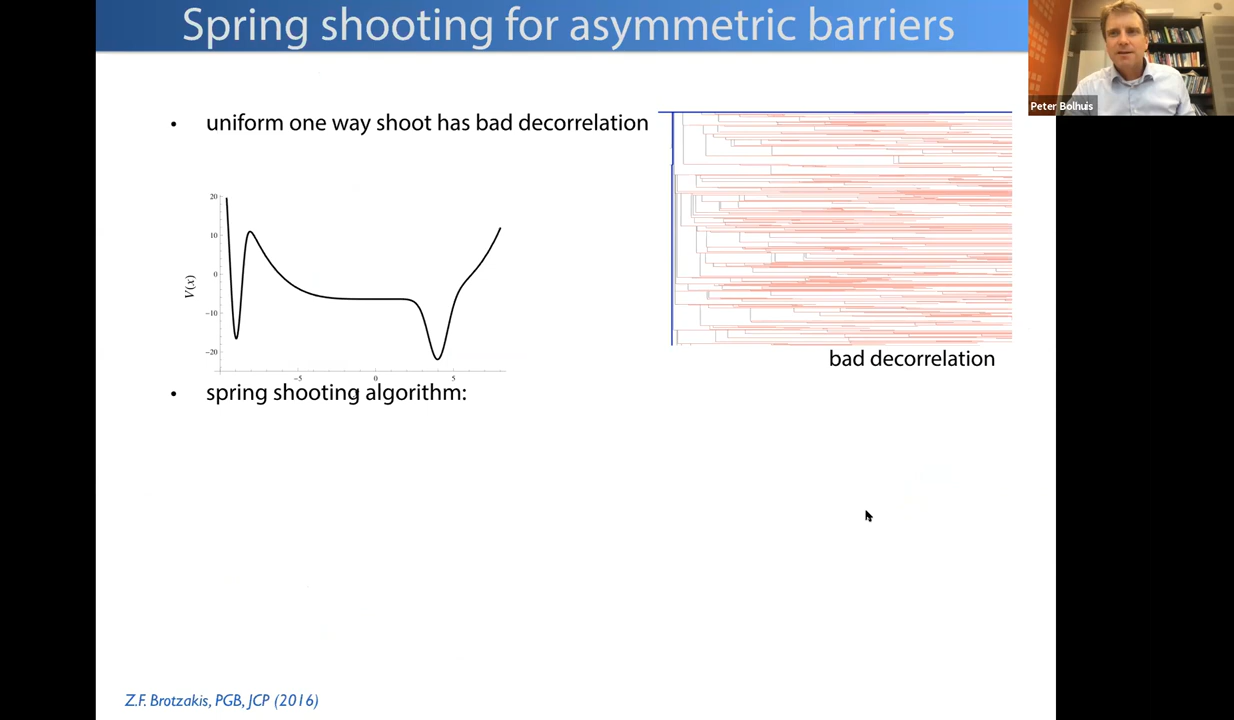 Spring shooting for asymmetric barriers
Peter Bolhuis
• uniform one way shoot has bad decorrelation
20
10
0
−10
−20
V(x)
−5
0
5
bad decorrelation
• spring shooting algorithm:
Z.F. Brotzakis, PGB, JCP (2016)